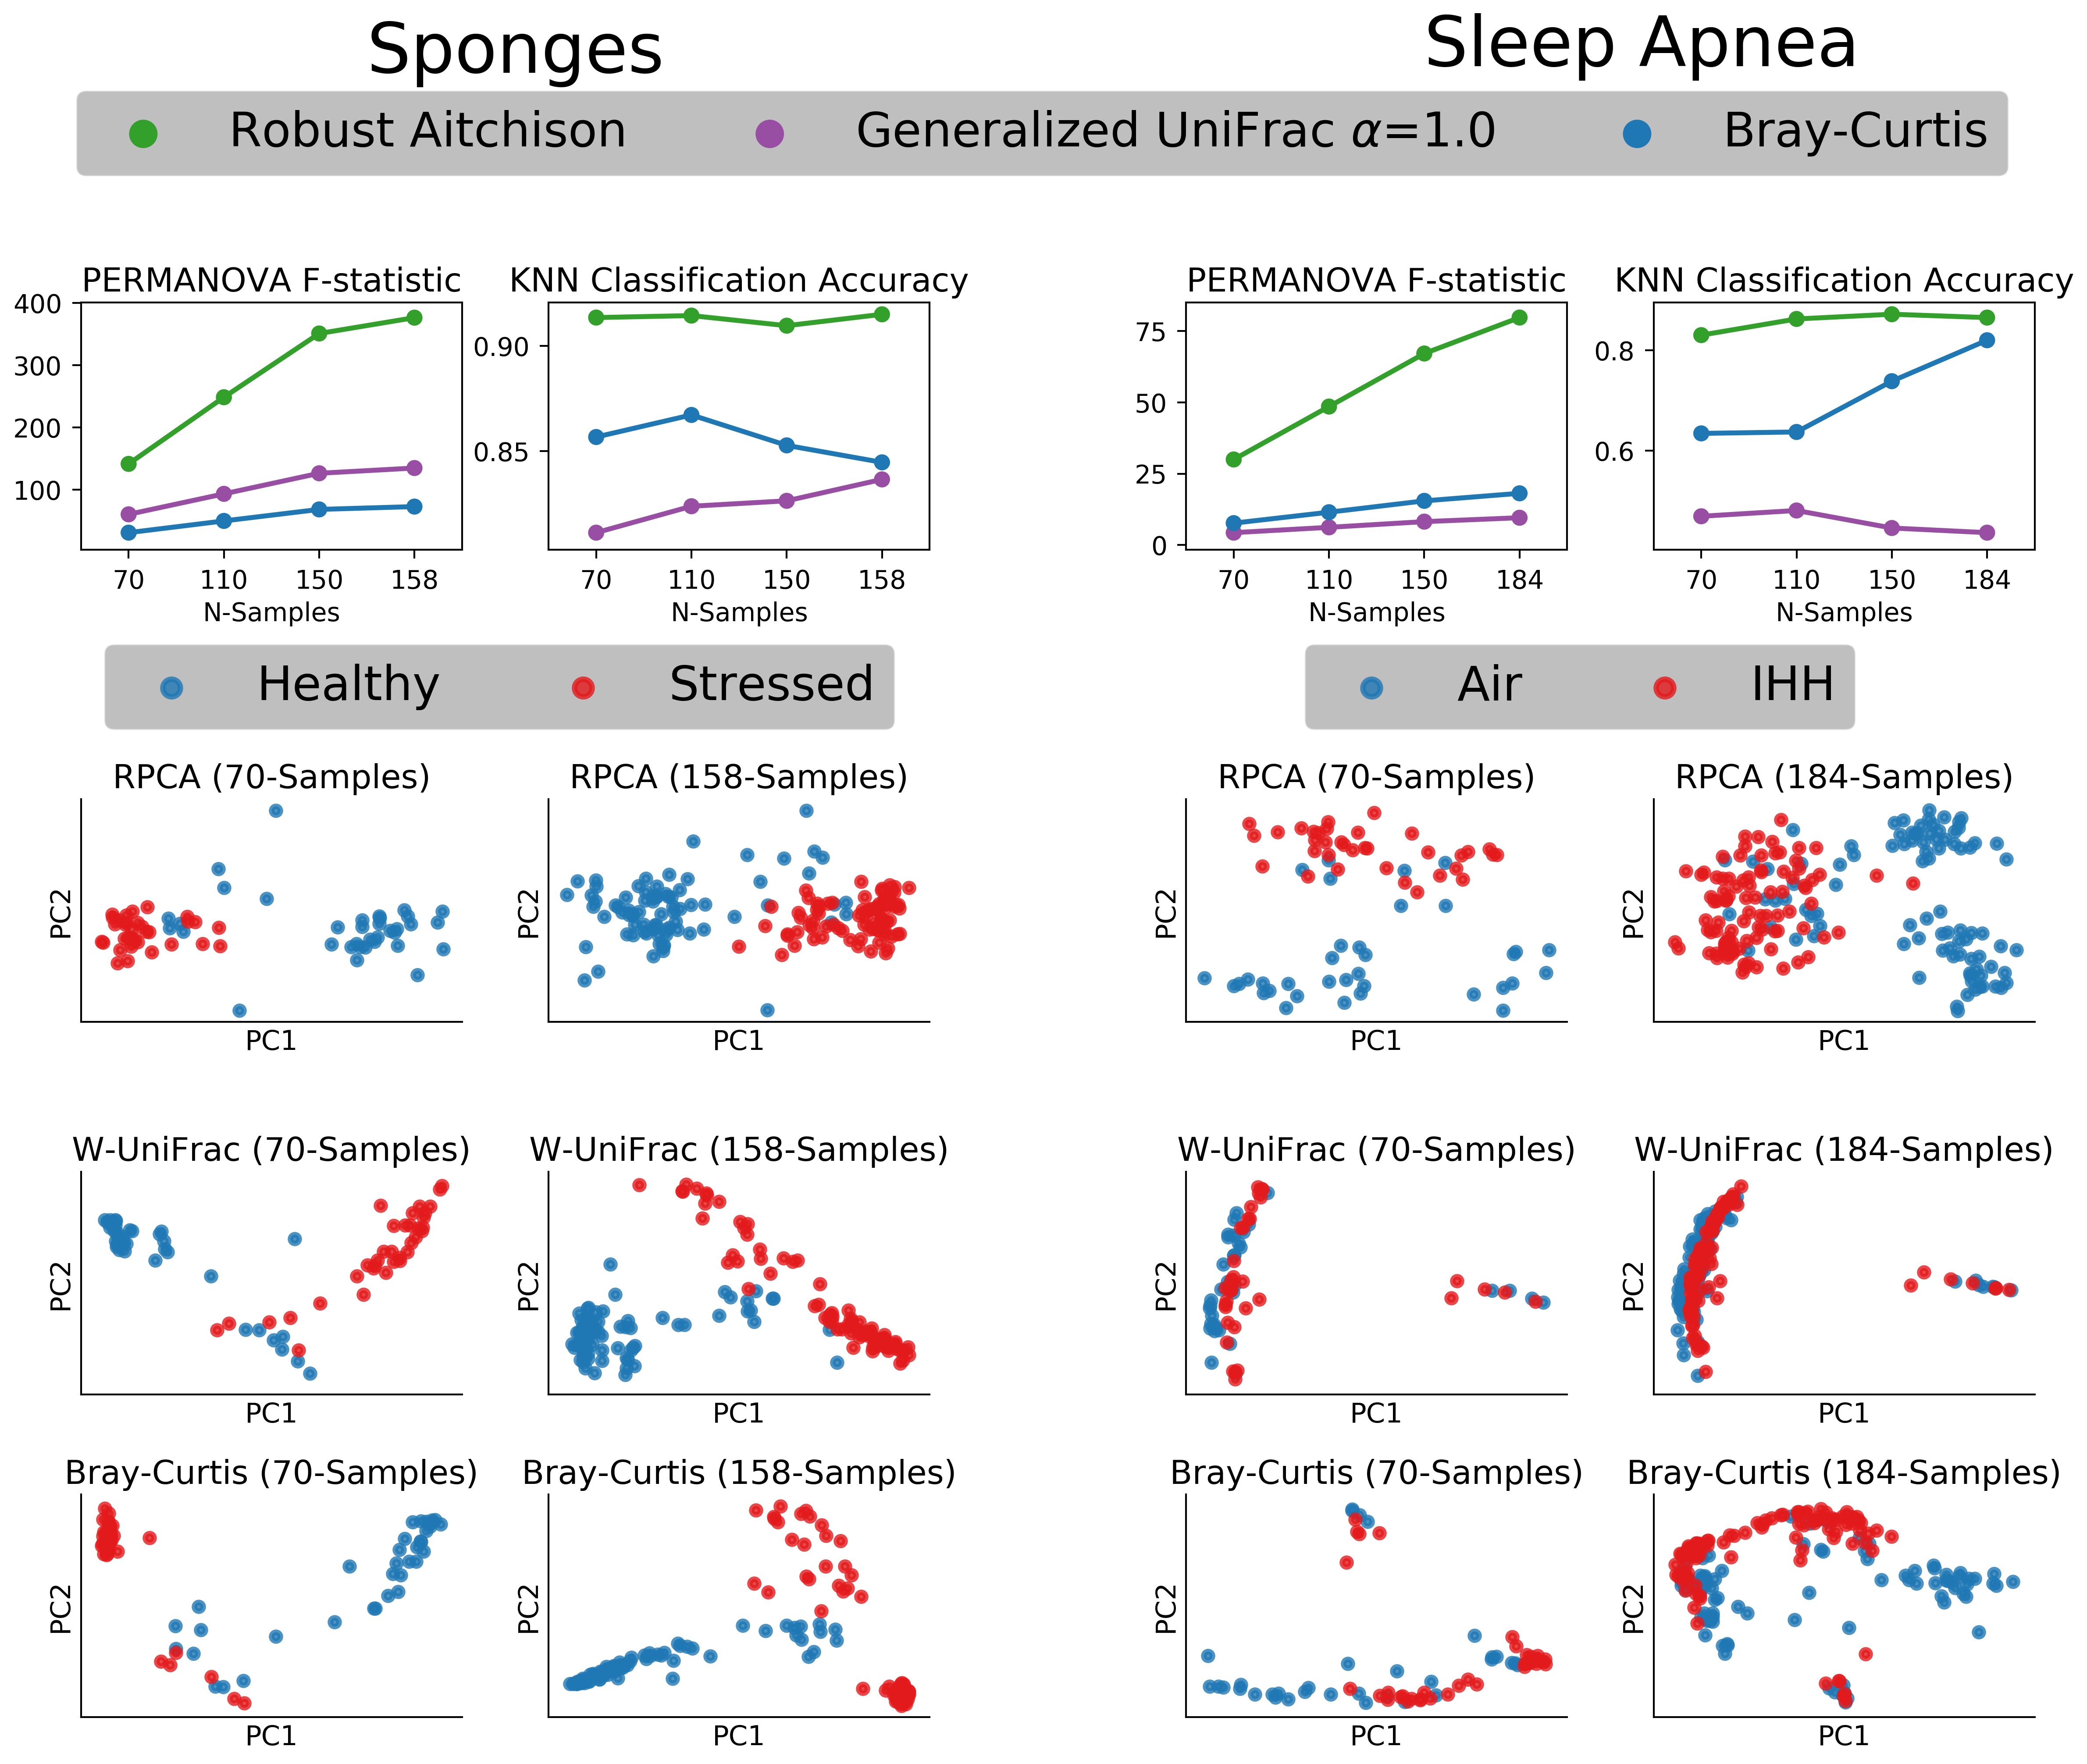 Sponges
Sleep Apnea
Robust Aitchison
Generalized UniFrac α=1.0
Bray-Curtis
PERMANOVA F-statistic
400
300
200
100
70 110 150 158
N-Samples
KNN Classification Accuracy
0.90
0.85
70 110 150 158
N-Samples
PERMANOVA F-statistic
75
50
25
0
70 110 150 184
N-Samples
KNN Classification Accuracy
0.8
0.6
70 110 150 184
N-Samples
Healthy
Stressed
Air
IHH
RPCA (70-Samples)
PC2
PC1
RPCA (158-Samples)
PC2
PC1
RPCA (70-Samples)
PC2
PC1
RPCA (184-Samples)
PC2
PC1
W-UniFrac (70-Samples)
PC2
PC1
W-UniFrac (158-Samples)
PC2
PC1
W-UniFrac (70-Samples)
PC2
PC1
W-UniFrac (184-Samples)
PC2
PC1
Bray-Curtis (70-Samples)
PC2
PC1
Bray-Curtis (158-Samples)
PC2
PC1
Bray-Curtis (70-Samples)
PC2
PC1
Bray-Curtis (184-Samples)
PC2
PC1